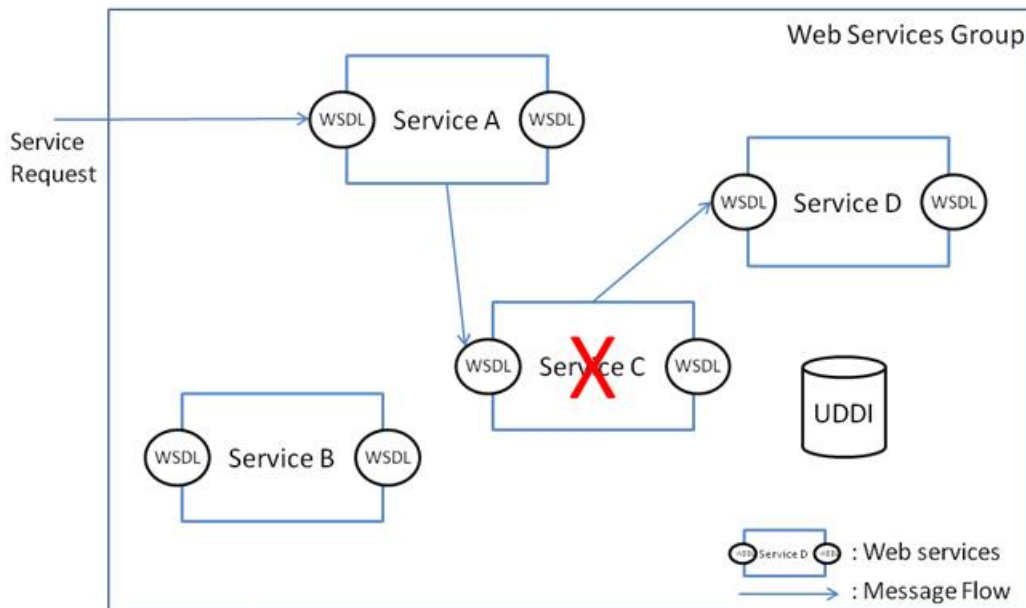 Web Services Group
WSDL Service A WSDL
Service
Request
WSDL Service D WSDL
WSDL Service C WSDL
X
UDDI
WSDL Service B WSDL
Service D : Web services
: Message Flow